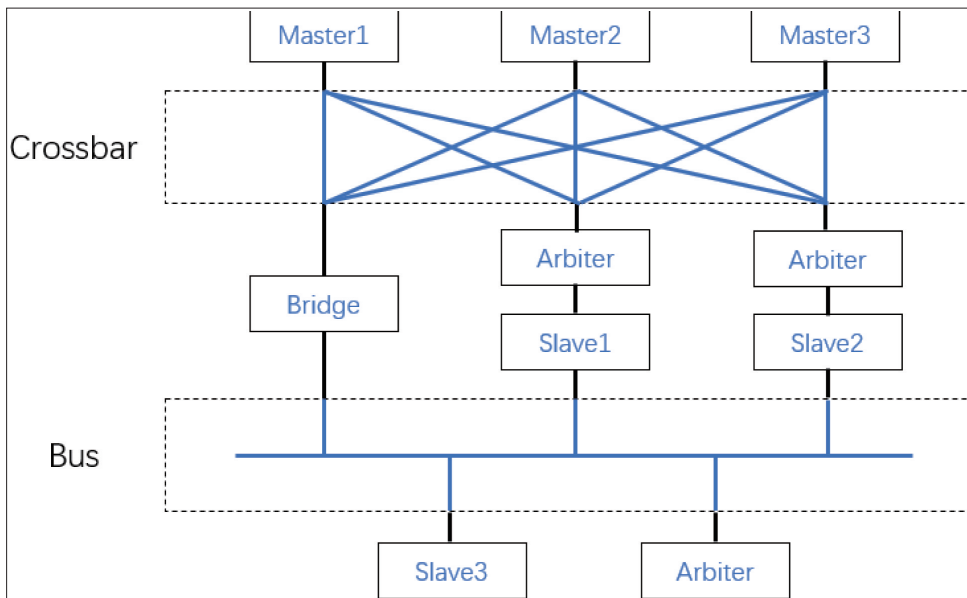 Master1 Master2 Master3
Crossbar
Arbiter Arbiter
Bridge
Slave1 Slave2
Bus
Slave3 Arbiter